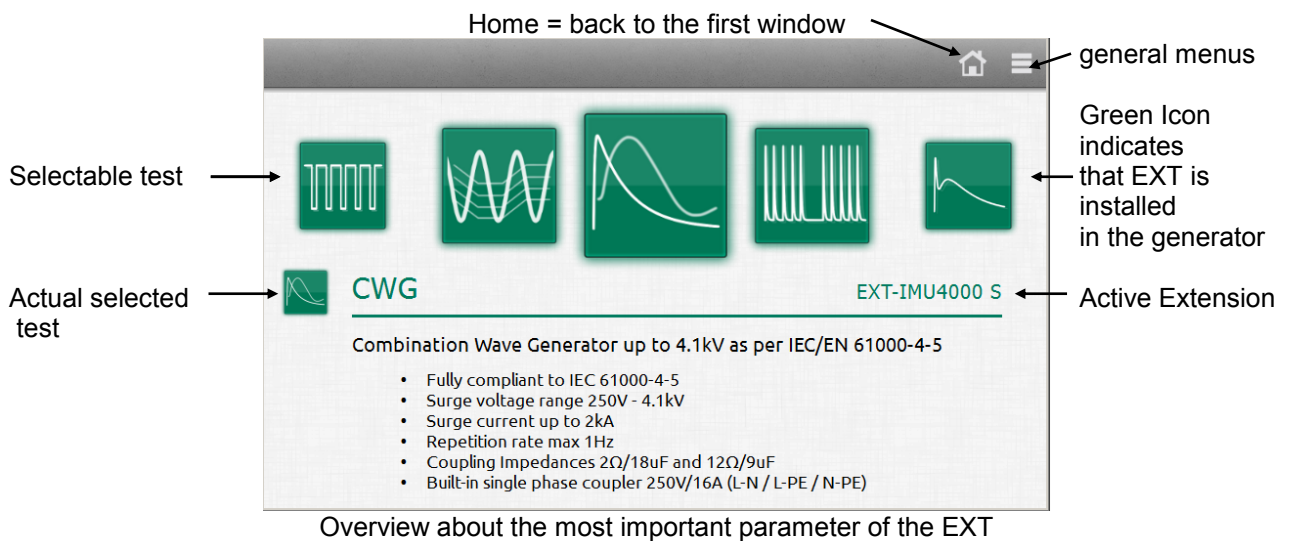 Home = back to the first window
general menus
Green Icon
indicates
that EXT is
installed
in the generator
Selectable test
Actual selected
test
CWG
EXT-IMU4000 S
Active Extension
Combination Wave Generator up to 4.1kV as per IEC/EN 61000-4-5
• Fully compliant to IEC 61000-4-5
• Surge voltage range 250V - 4.1kV
• Surge current up to 2kA
• Repetition rate max 1Hz
• Coupling Impedances 2Ω/18uF and 12Ω/9uF
• Built-in single phase coupler 250V/16A (L-N / L-PE / N-PE)
Overview about the most important parameter of the EXT